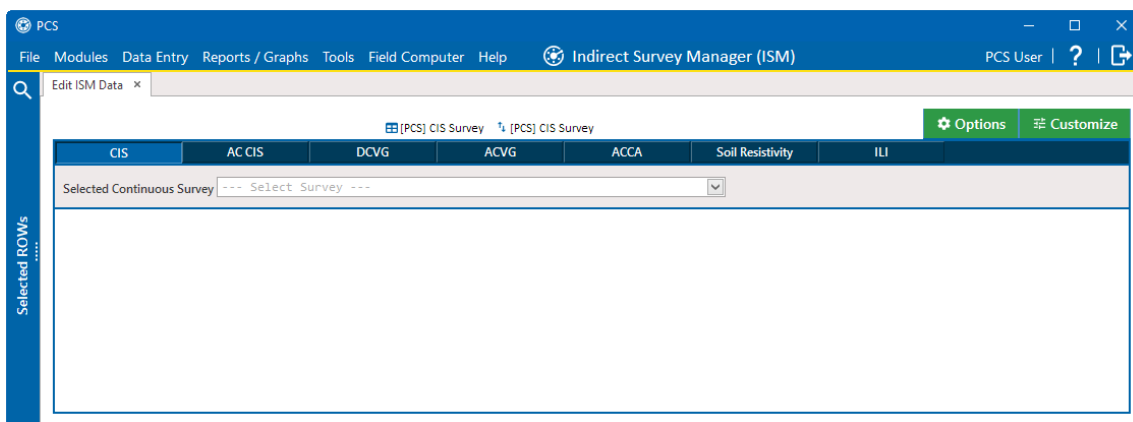 PCS
File Modules Data Entry Reports / Graphs Tools Field Computer Help Indirect Survey Manager (ISM) PCS User | ? |
Edit ISM Data ×
[PCS] CIS Survey [PCS] CIS Survey Options Customize
CIS AC CIS DCVG ACVG ACCA Soil Resistivity ILI
Selected Continuous Survey --- Select Survey ---
Selected ROWs